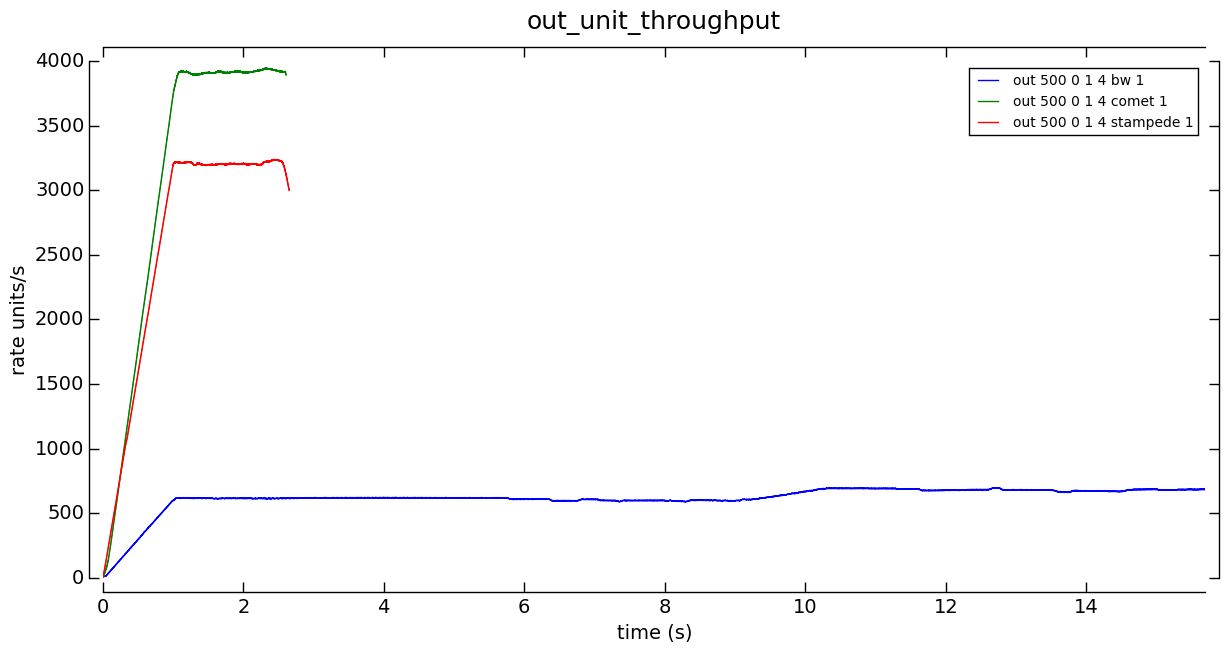 out_unit_throughput
4000
3500
3000
2500
2000
1500
1000
500
0
rate units/s
out 500 0 1 4 bw 1
out 500 0 1 4 comet 1
out 500 0 1 4 stampede 1
0 2 4 6 8 10 12 14
time (s)